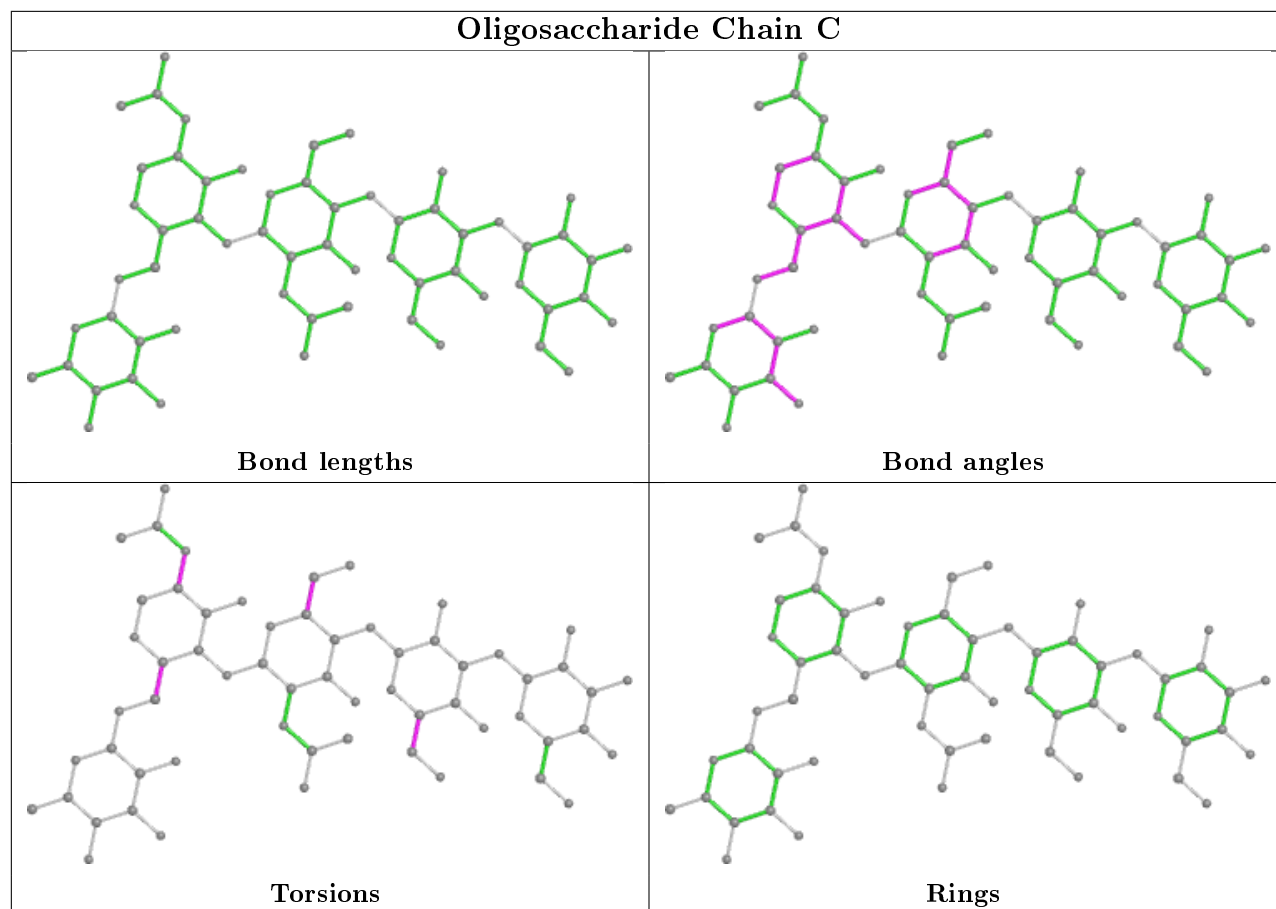 Oligosaccharide Chain C
Bond lengths
Bond angles
Torsions
Rings